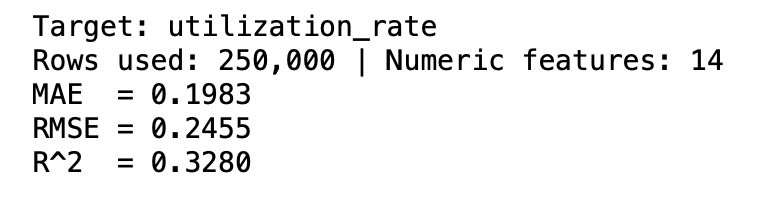 Target: utilization_rate
Rows used: 250,000 | Numeric features: 14
MAE  = 0.1983
RMSE = 0.2455
R^2  = 0.3280